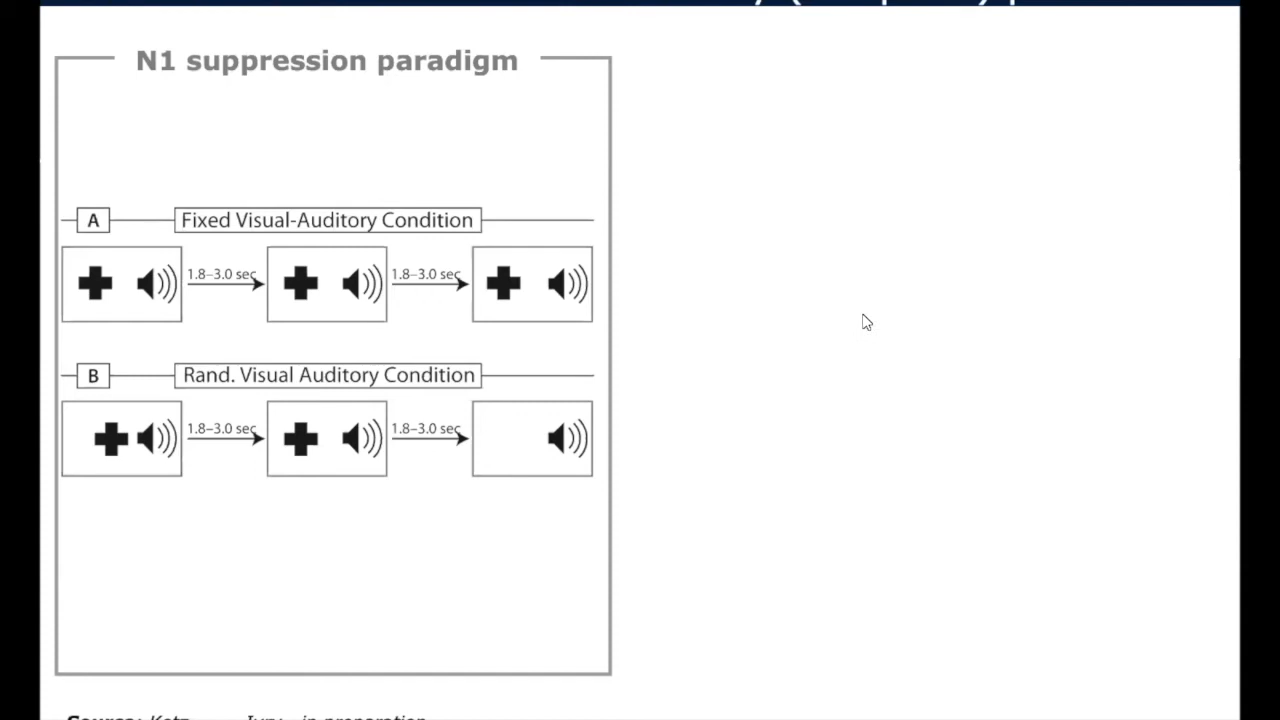 N1 suppression paradigm
A Fixed Visual-Auditory Condition
1.8–3.0 sec 1.8–3.0 sec
B Rand. Visual Auditory Condition
1.8–3.0 sec 1.8–3.0 sec
in preparation